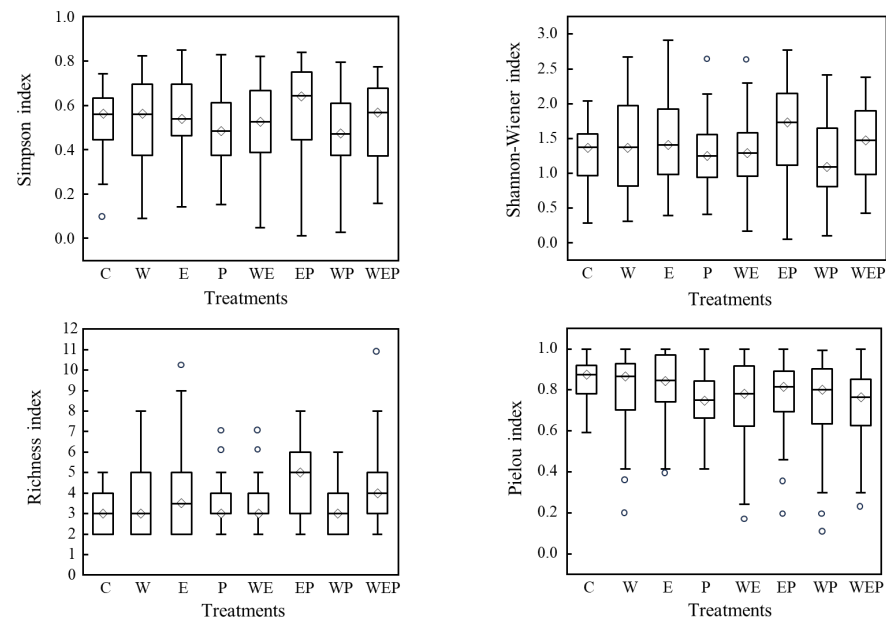 1.0
0.8
0.6
0.4
0.2
0.0
Simpson index
C W E P WE EP WP WEP
Treatments
3.0
2.5
2.0
1.5
1.0
0.5
0.0
Shannon-Wiener index
C W E P WE EP WP WEP
Treatments
12
11
10
9
8
7
6
5
4
3
2
1
0
Richness index
C W E P WE EP WP WEP
Treatments
1.0
0.8
0.6
0.4
0.2
0.0
Pielou index
C W E P WE EP WP WEP
Treatments